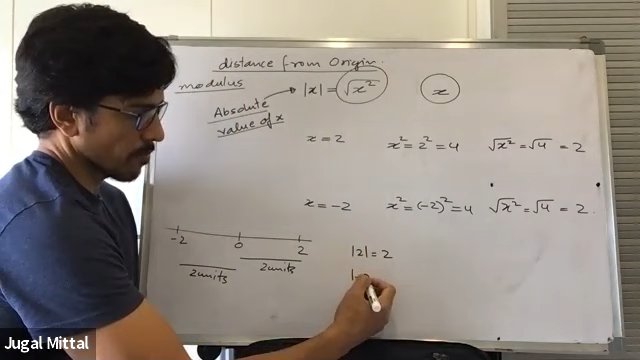 distance from Origin.
modulus
|x| = √x²
x
Absolute value of x
x = 2
x² = 2² = 4
√x² = √4 = 2
x = -2
x² = (-2)² = 4
√x² = √4 = 2.
-2 0 2
2units 2units
|2| = 2
Jugal Mittal